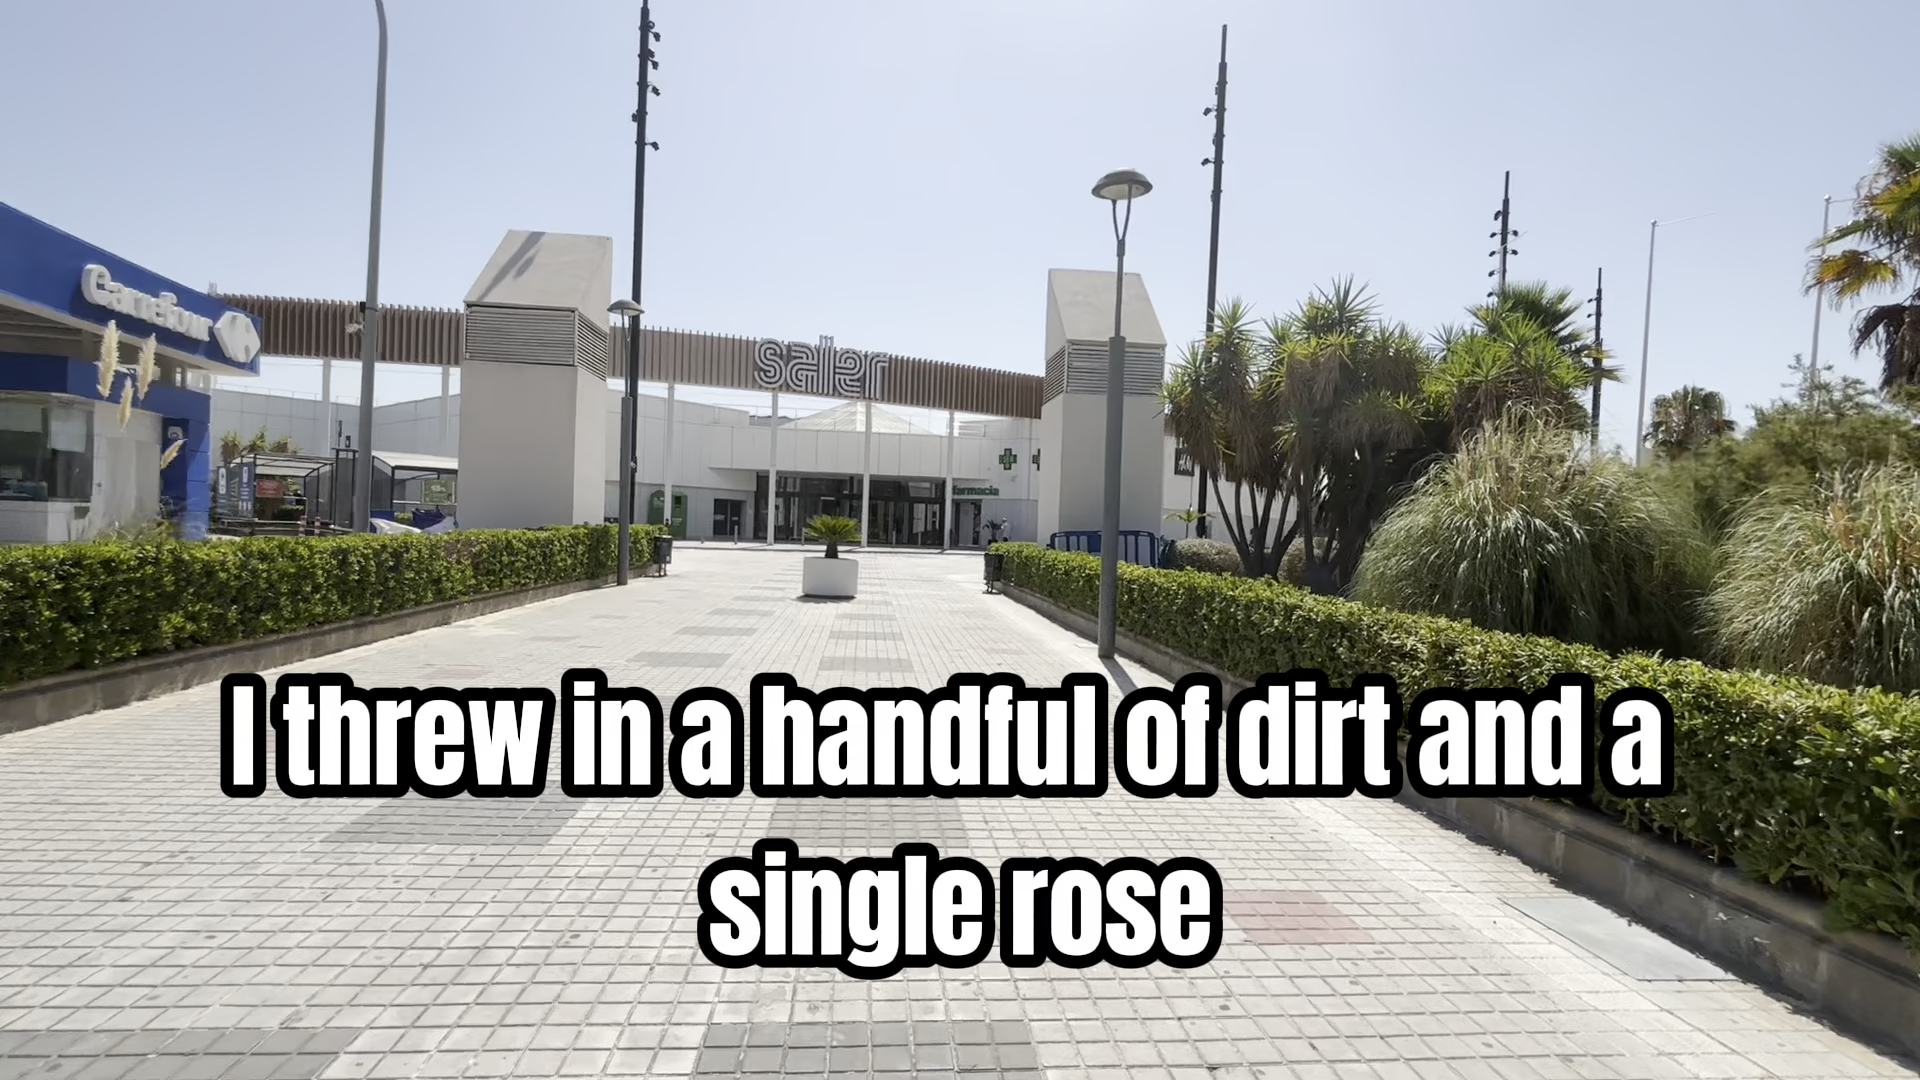 Carrefour
saler
farmacia
I threw in a handful of dirt and a
single rose